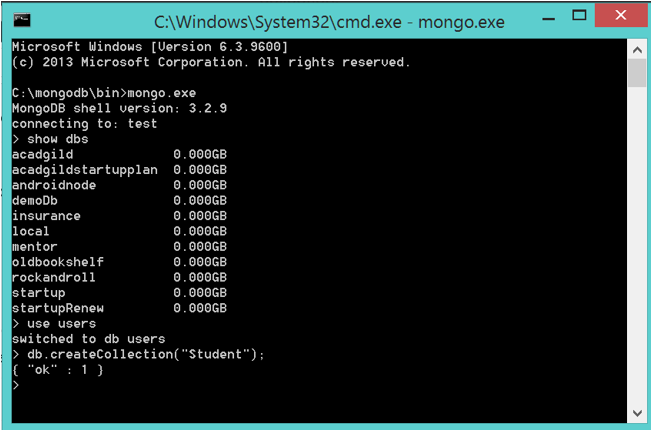 C:\Windows\System32\cmd.exe - mongo.exe
Microsoft Windows [Version 6.3.9600]
(c) 2013 Microsoft Corporation. All rights reserved.
C:\mongodb\bin>mongo.exe
MongoDB shell version: 3.2.9
connecting to: test
> show dbs
acadgild 0.000GB
acadgildstartupplan 0.000GB
androidnode 0.000GB
demoDb 0.000GB
insurance 0.000GB
local 0.000GB
mentor 0.000GB
oldbookshelf 0.000GB
rockandroll 0.000GB
startup 0.000GB
startupRenew 0.000GB
> use users
switched to db users
> db.createCollection("Student");
{ "ok" : 1 }
>